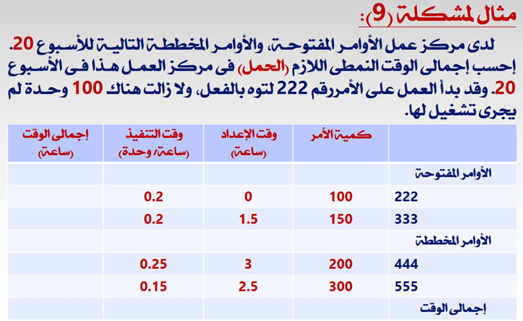 مثال لمشكلة (9):
لدى مركز عمل الأوامر المفتوحة، والأوامر المخططة التالية للأسبوع 20.
إحسب إجمالى الوقت النمطى اللازم (الحمل) فى مركز العمل هذا فى الأسبوع
20. وقد بدأ العمل على الأمررقم 222 لتوه بالفعل، ولا زالت هناك 100 وحدة لم
يجرى تشغيل لها.
كمية الأمر وقت الإعداد (ساعة) وقت التنفيذ (ساعة/ وحدة) إجمالى الوقت (ساعة)
الأوامر المفتوحة
222 100 0 0.2
333 150 1.5 0.2
الأوامر المخططة
444 200 3 0.25
555 300 2.5 0.15
إجمالى الوقت